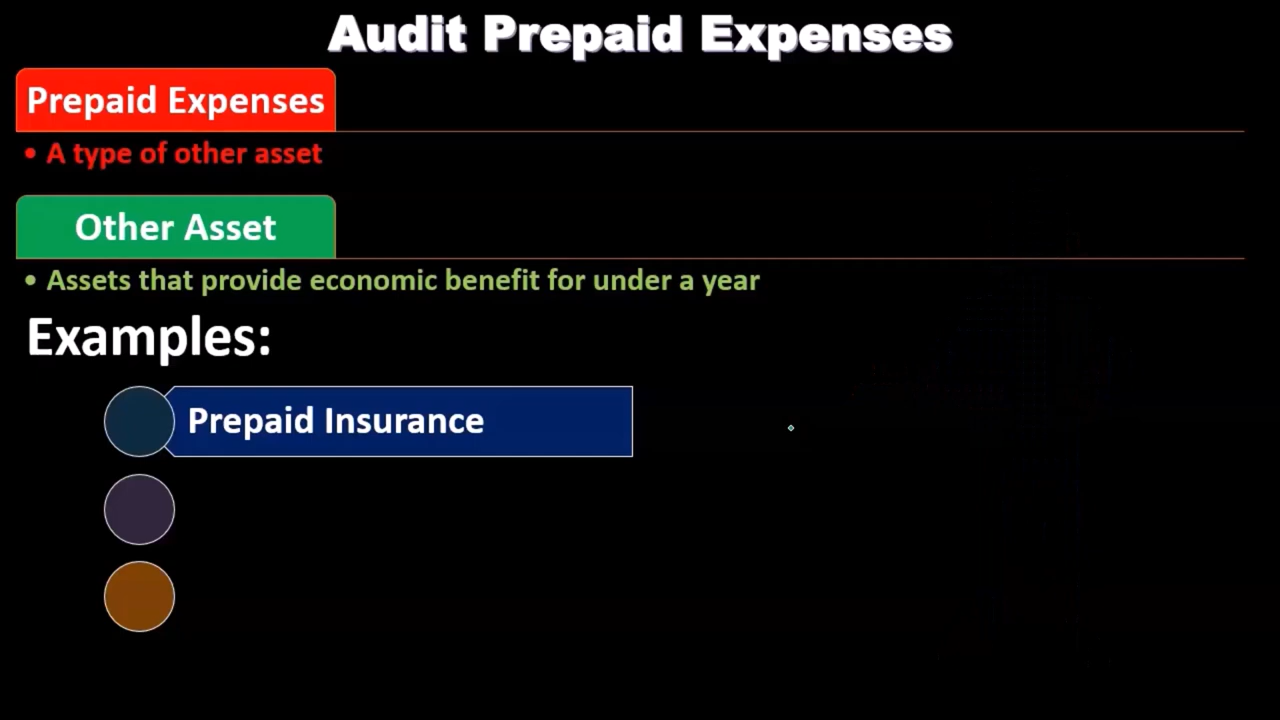 Audit Prepaid Expenses
Prepaid Expenses
• A type of other asset
Other Asset
• Assets that provide economic benefit for under a year
Examples:
Prepaid Insurance